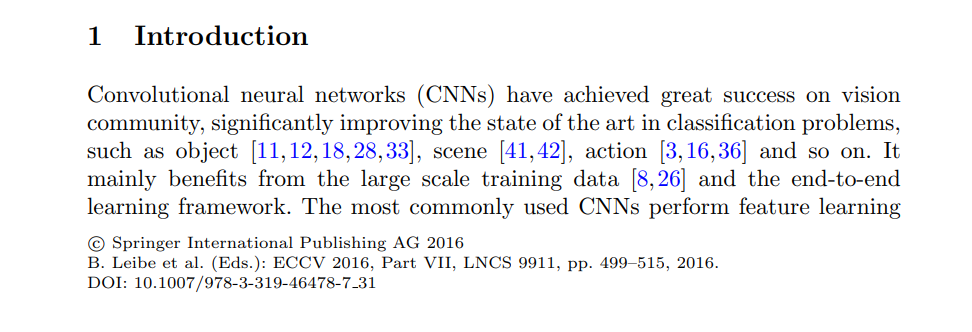 1 Introduction
Convolutional neural networks (CNNs) have achieved great success on vision
community, significantly improving the state of the art in classification problems,
such as object [11,12,18,28,33], scene [41,42], action [3,16,36] and so on. It
mainly benefits from the large scale training data [8,26] and the end-to-end
learning framework. The most commonly used CNNs perform feature learning
© Springer International Publishing AG 2016
B. Leibe et al. (Eds.): ECCV 2016, Part VII, LNCS 9911, pp. 499–515, 2016.
DOI: 10.1007/978-3-319-46478-7_31